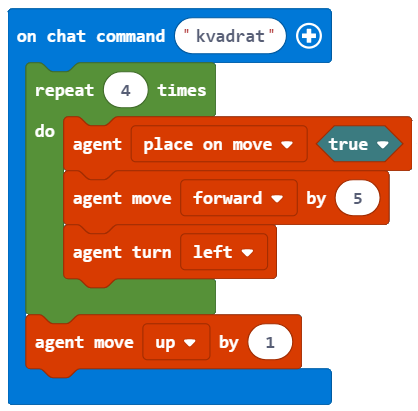 on chat command "kvadrat"
repeat 4 times
do
agent place on move true
agent move forward by 5
agent turn left
agent move up by 1